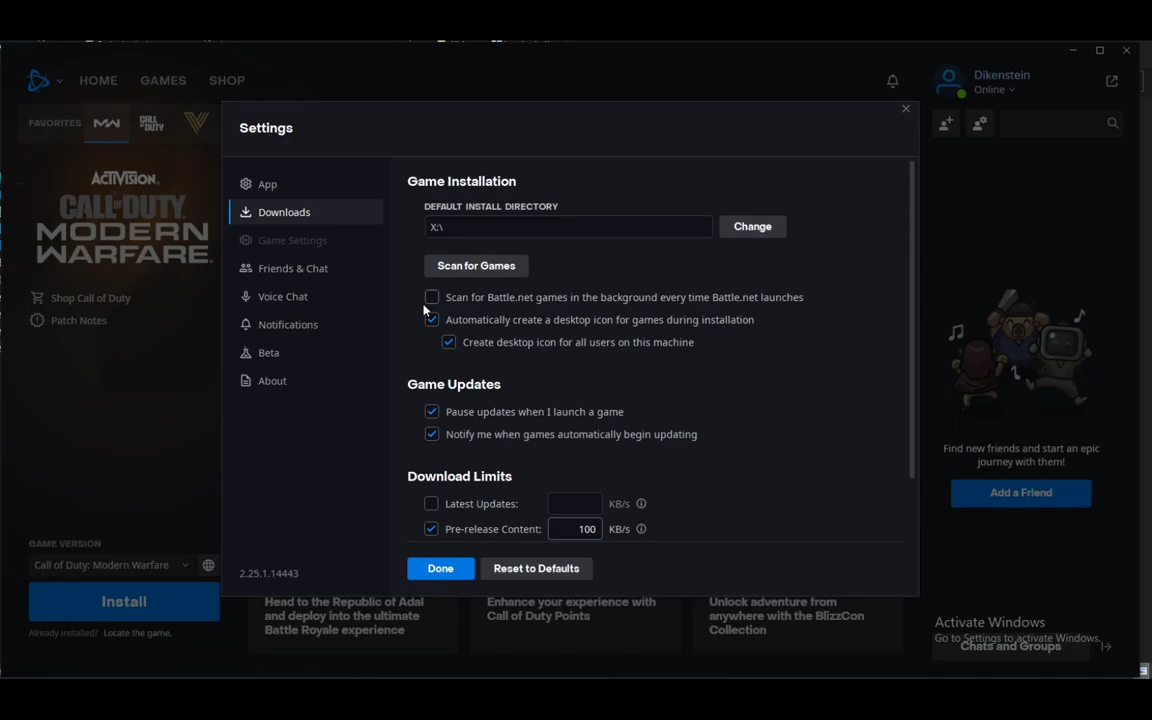 HOME GAMES SHOP
Dikenstein
Online
FAVORITES MW CALL OF DUTY V
Settings
ACTIVISION.
CALL OF DUTY
MODERN
WARFARE.
Shop Call of Duty
Patch Notes
App
Downloads
Game Settings
Friends & Chat
Voice Chat
Notifications
Beta
About
2.25.1.14443
Game Installation
DEFAULT INSTALL DIRECTORY
X:\ Change
Scan for Games
Scan for Battle.net games in the background every time Battle.net launches
Automatically create a desktop icon for games during installation
Create desktop icon for all users on this machine
Game Updates
Pause updates when I launch a game
Notify me when games automatically begin updating
Download Limits
Latest Updates: KB/s
Pre-release Content: 100 KB/s
Done Reset to Defaults
Find new friends and start an epic
journey with them!
Add a Friend
GAME VERSION
Call of Duty: Modern Warfare
Install
Already installed? Locate the game.
Head to the Republic of Adal
and deploy into the ultimate
Battle Royale experience
Enhance your experience with
Call of Duty Points
Unlock adventure from
anywhere with the BlizzCon
Collection
Activate Windows
Go to Settings to activate Windows.
Chats and Groups